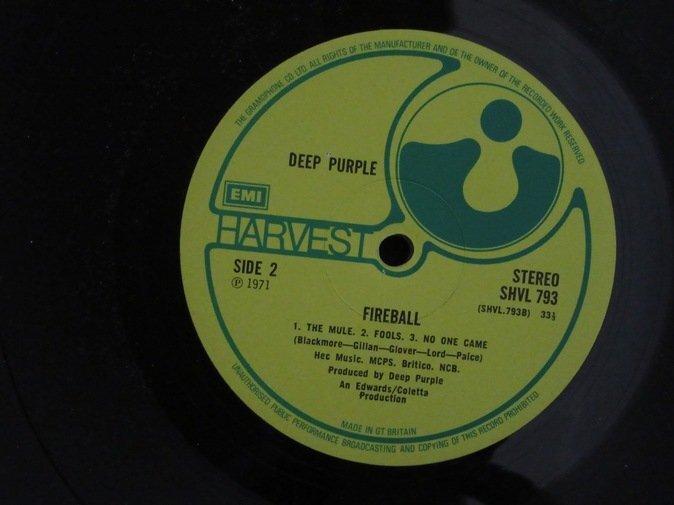 THE GRAMOPHONE CO LTD. ALL RIGHTS OF THE MANUFACTURER AND OF THE OWNER OF THE RECORDED WORK RESERVED
DEEP PURPLE
EMI
HARVEST
SIDE 2
Ⓟ 1971
STEREO
SHVL 793
(SHVL.793B) 33⅓
FIREBALL
1. THE MULE. 2. FOOLS. 3. NO ONE CAME
(Blackmore—Gillan—Glover—Lord—Paice)
Hec Music. MCPS. Britico. NCB.
Produced by Deep Purple
An Edwards/Coletta
Production
MADE IN GT BRITAIN
UNAUTHORISED PUBLIC PERFORMANCE BROADCASTING AND COPYING OF THIS RECORD PROHIBITED